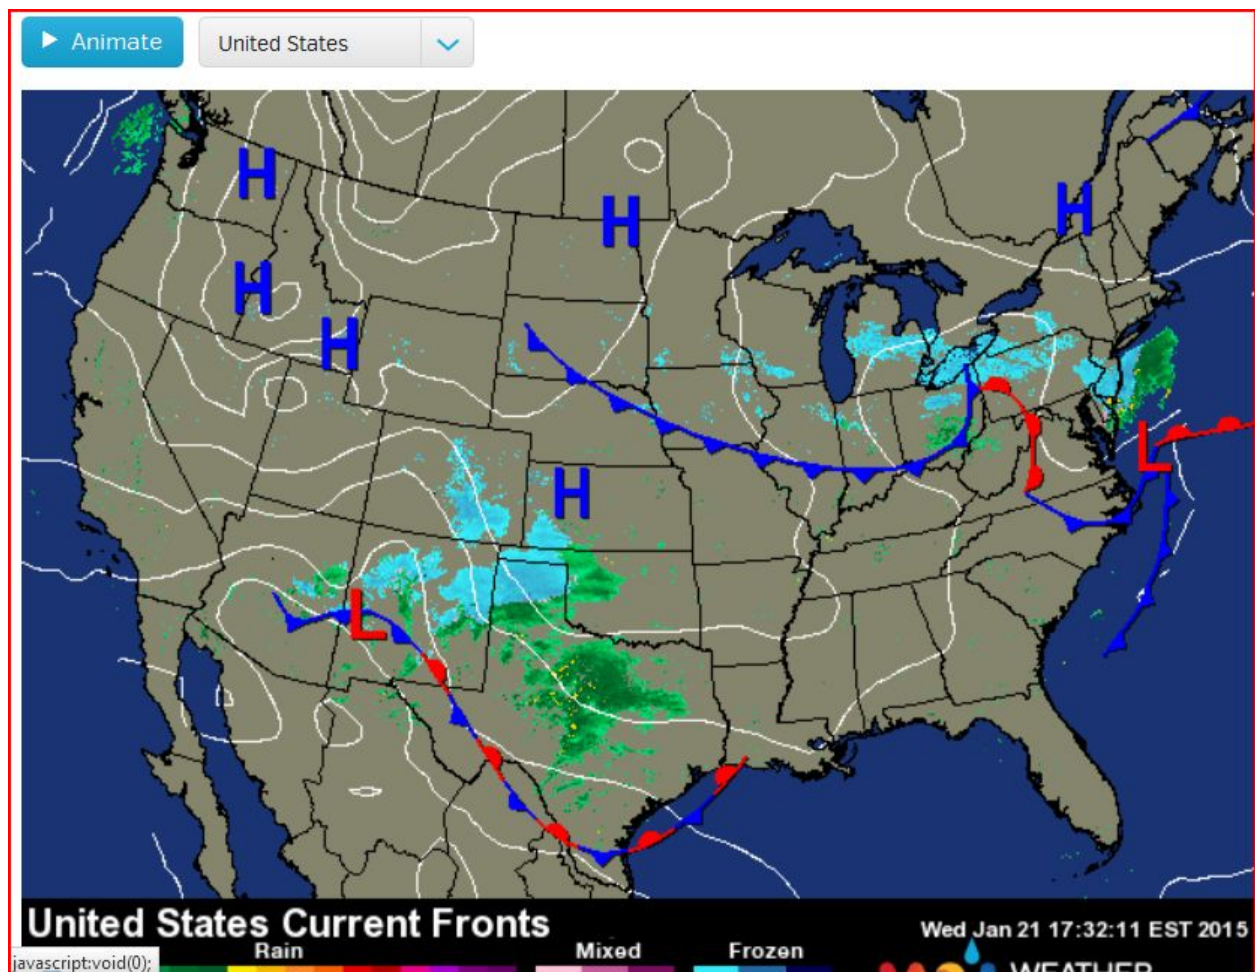 Animate
United States
H
H
H
H
H
H
L
L
United States Current Fronts
Wed Jan 21 17:32:11 EST 2015
javascript:void(0);
Rain
Mixed
Frozen
WEATHER